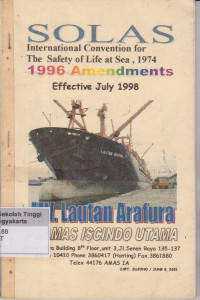 SOLAS
International Convention for
The Safety of Life at Sea, 1974
1996 Amendments
Effective July 1998
Sekolah Tinggi
ogyakarta
MV. Lautan Arafura
MAS ISCINDO UTAMA
Building 8th Floor, unit 3, Jl. Senen Raya 135-137
10410 Phone 3860417 (Hunting) Fax. 3861880
Telex 44176 AMAS IA